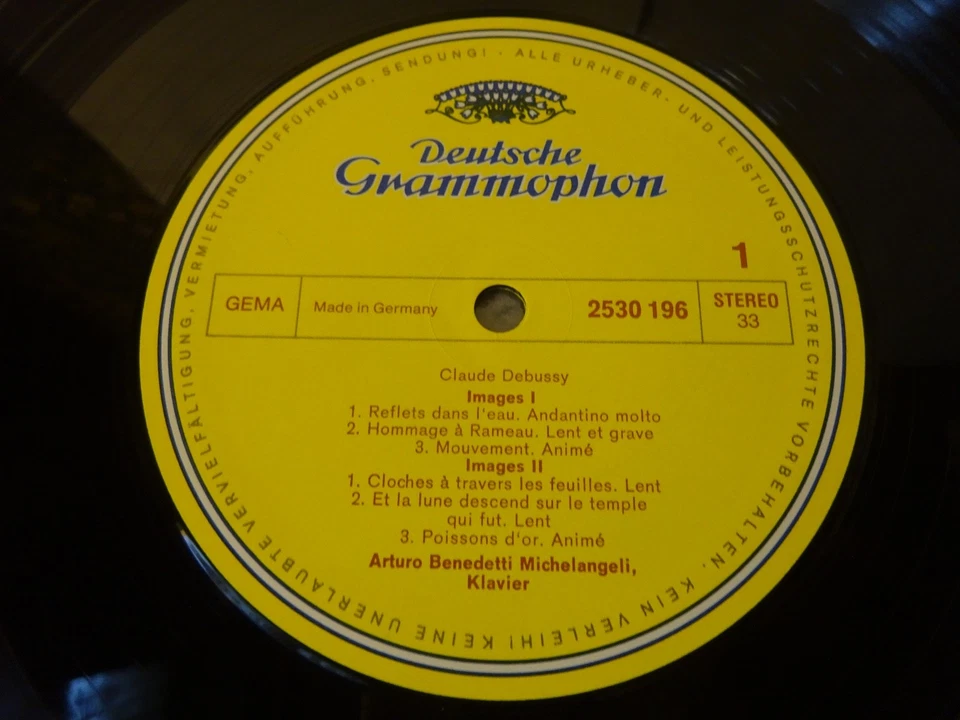 ALLE URHEBER- UND LEISTUNGSSCHUTZRECHTE VORBEHALTEN. KEIN VERLEIH! KEINE UNERLAUBTE VERVIELFÄLTIGUNG, VERMIETUNG, AUFFÜHRUNG, SENDUNG! ·
Deutsche
Grammophon
1
GEMA
Made in Germany
2530 196
STEREO
33
Claude Debussy
Images I
1. Reflets dans l'eau. Andantino molto
2. Hommage à Rameau. Lent et grave
3. Mouvement. Animé
Images II
1. Cloches à travers les feuilles. Lent
2. Et la lune descend sur le temple
qui fut. Lent
3. Poissons d'or. Animé
Arturo Benedetti Michelangeli,
Klavier